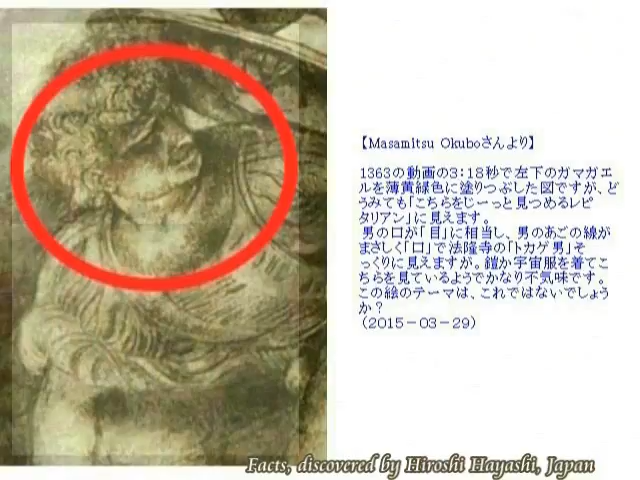 【Masamitsu Okuboさんより】
1363の動画の3：18秒で左下のガマガエ
ルを薄黄緑色に塗りつぶした図ですが、ど
うみても「こちらをじーっと見つめるレピ
タリアン」に見えます。
男の口が「目」に相当し、男のあごの線が
まさしく「口」で法隆寺の「トカゲ男」そ
っくりに見えますが。鎧か宇宙服を着てこ
ちらを見ているようでかなり不気味です。
この絵のテーマは、これではないでしょう
か？
（2015－03－29）
Facts, discovered by Hiroshi Hayashi, Japan